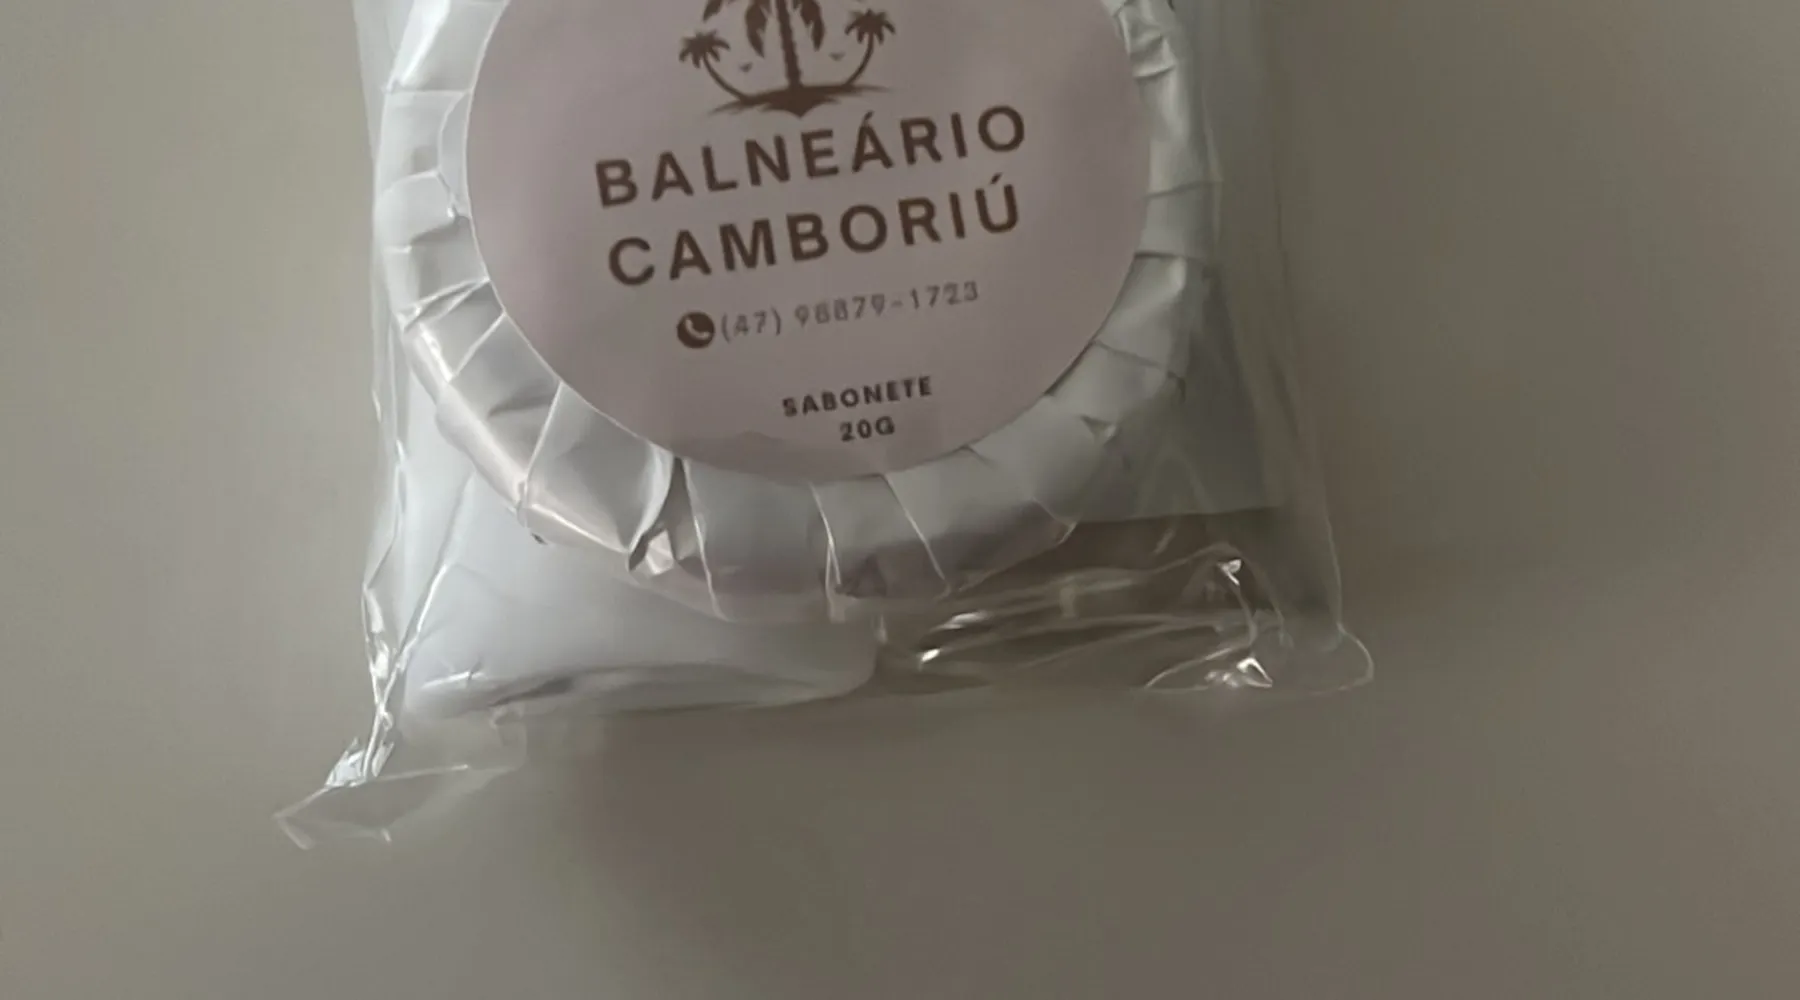 BALNEÁRIO
CAMBORIÚ
(47) 98879-1723
SABONETE
20G